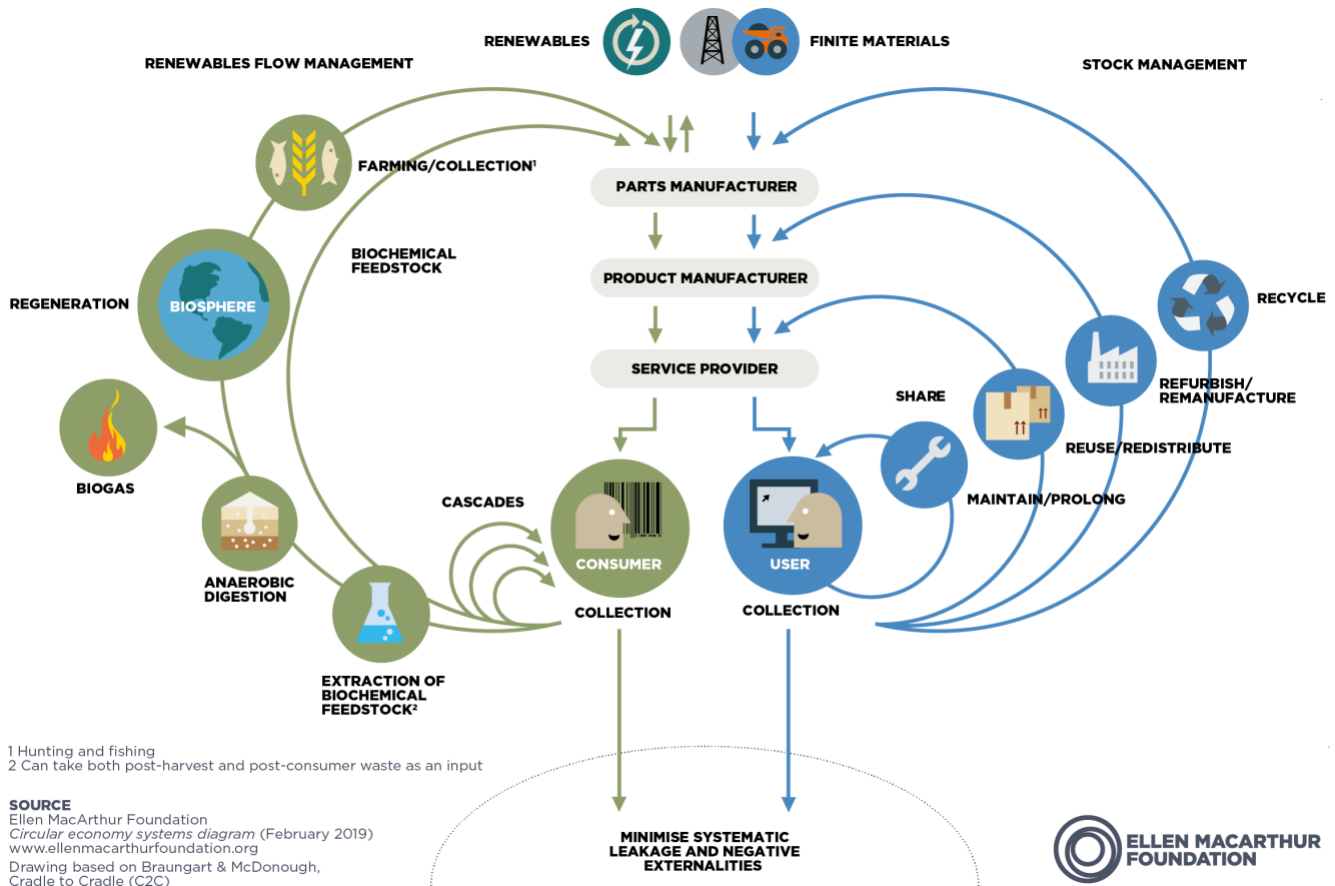 RENEWABLES
FINITE MATERIALS
RENEWABLES FLOW MANAGEMENT
STOCK MANAGEMENT
FARMING/COLLECTION¹
PARTS MANUFACTURER
BIOCHEMICAL
FEEDSTOCK
PRODUCT MANUFACTURER
REGENERATION
BIOSPHERE
RECYCLE
SERVICE PROVIDER
REFURBISH/
REMANUFACTURE
SHARE
REUSE/REDISTRIBUTE
BIOGAS
CASCADES
MAINTAIN/PROLONG
CONSUMER
USER
ANAEROBIC
DIGESTION
COLLECTION
COLLECTION
EXTRACTION OF
BIOCHEMICAL
FEEDSTOCK²
1 Hunting and fishing
2 Can take both post-harvest and post-consumer waste as an input
SOURCE
Ellen MacArthur Foundation
Circular economy systems diagram (February 2019)
www.ellenmacarthurfoundation.org
Drawing based on Braungart & McDonough,
Cradle to Cradle (C2C)
MINIMISE SYSTEMATIC
LEAKAGE AND NEGATIVE
EXTERNALITIES
ELLEN MACARTHUR
FOUNDATION